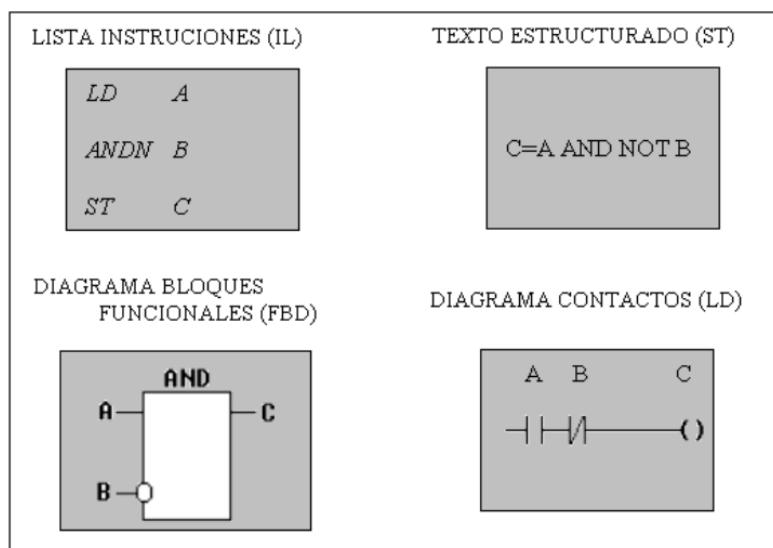 LISTA INSTRUCIONES (IL)
LD A
ANDN B
ST C
TEXTO ESTRUCTURADO (ST)
C=A AND NOT B
DIAGRAMA BLOQUES
FUNCIONALES (FBD)
AND
A C
B
DIAGRAMA CONTACTOS (LD)
A B C